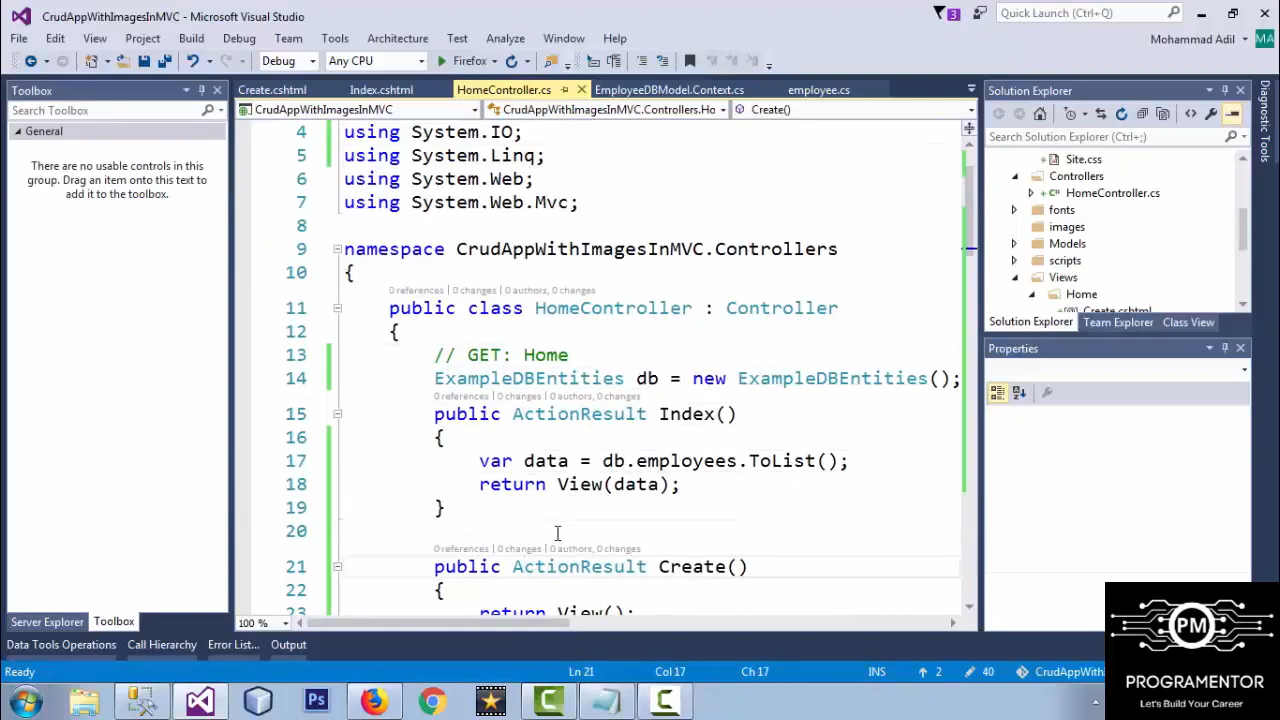 CrudAppWithImagesInMVC - Microsoft Visual Studio
3
Quick Launch (Ctrl+Q)
File Edit View Project Build Debug Team Tools Architecture Test Analyze Window Help
Mohammad Adil MA
Debug Any CPU Firefox
Toolbox
Create.cshtml Index.cshtml HomeController.cs EmployeeDBModel.Context.cs employee.cs
Solution Explorer
Search Toolbox
CrudAppWithImagesInMVC CrudAppWithImagesInMVC.Controllers.Ho Create()
General
There are no usable controls in this
group. Drag an item onto this text to
add it to the toolbox.
4 using System.IO;
5 using System.Linq;
6 using System.Web;
7 using System.Web.Mvc;
8
9 namespace CrudAppWithImagesInMVC.Controllers
10 {
0 references | 0 changes | 0 authors, 0 changes
11 public class HomeController : Controller
12 {
13 // GET: Home
14 ExampleDBEntities db = new ExampleDBEntities();
0 references | 0 changes | 0 authors, 0 changes
15 public ActionResult Index()
16 {
17 var data = db.employees.ToList();
18 return View(data);
19 }
20
0 references | 0 changes | 0 authors, 0 changes
21 public ActionResult Create()
22 {
23 return View();
100 %
Search Solution Explorer (Ctrl+;)
Site.css
Controllers
C# HomeController.cs
fonts
images
Models
scripts
Views
Home
Create.cshtml
Solution Explorer Team Explorer Class View
Properties
Diagnostic Tools
Server Explorer Toolbox
Data Tools Operations Call Hierarchy Error List... Output
Ready Ln 21 Col 17 Ch 17 INS 2 40 CrudAppWith
Ps
PM
PROGRAMENTOR
Let's Build Your Career